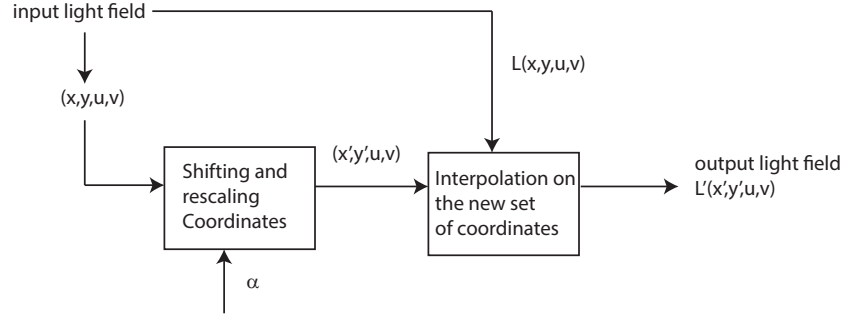 input light field
L(x,y,u,v)
(x,y,u,v)
(x',y',u,v)
Shifting and
rescaling
Coordinates
Interpolation on
the new set
of coordinates
output light field
L'(x',y',u,v)
α